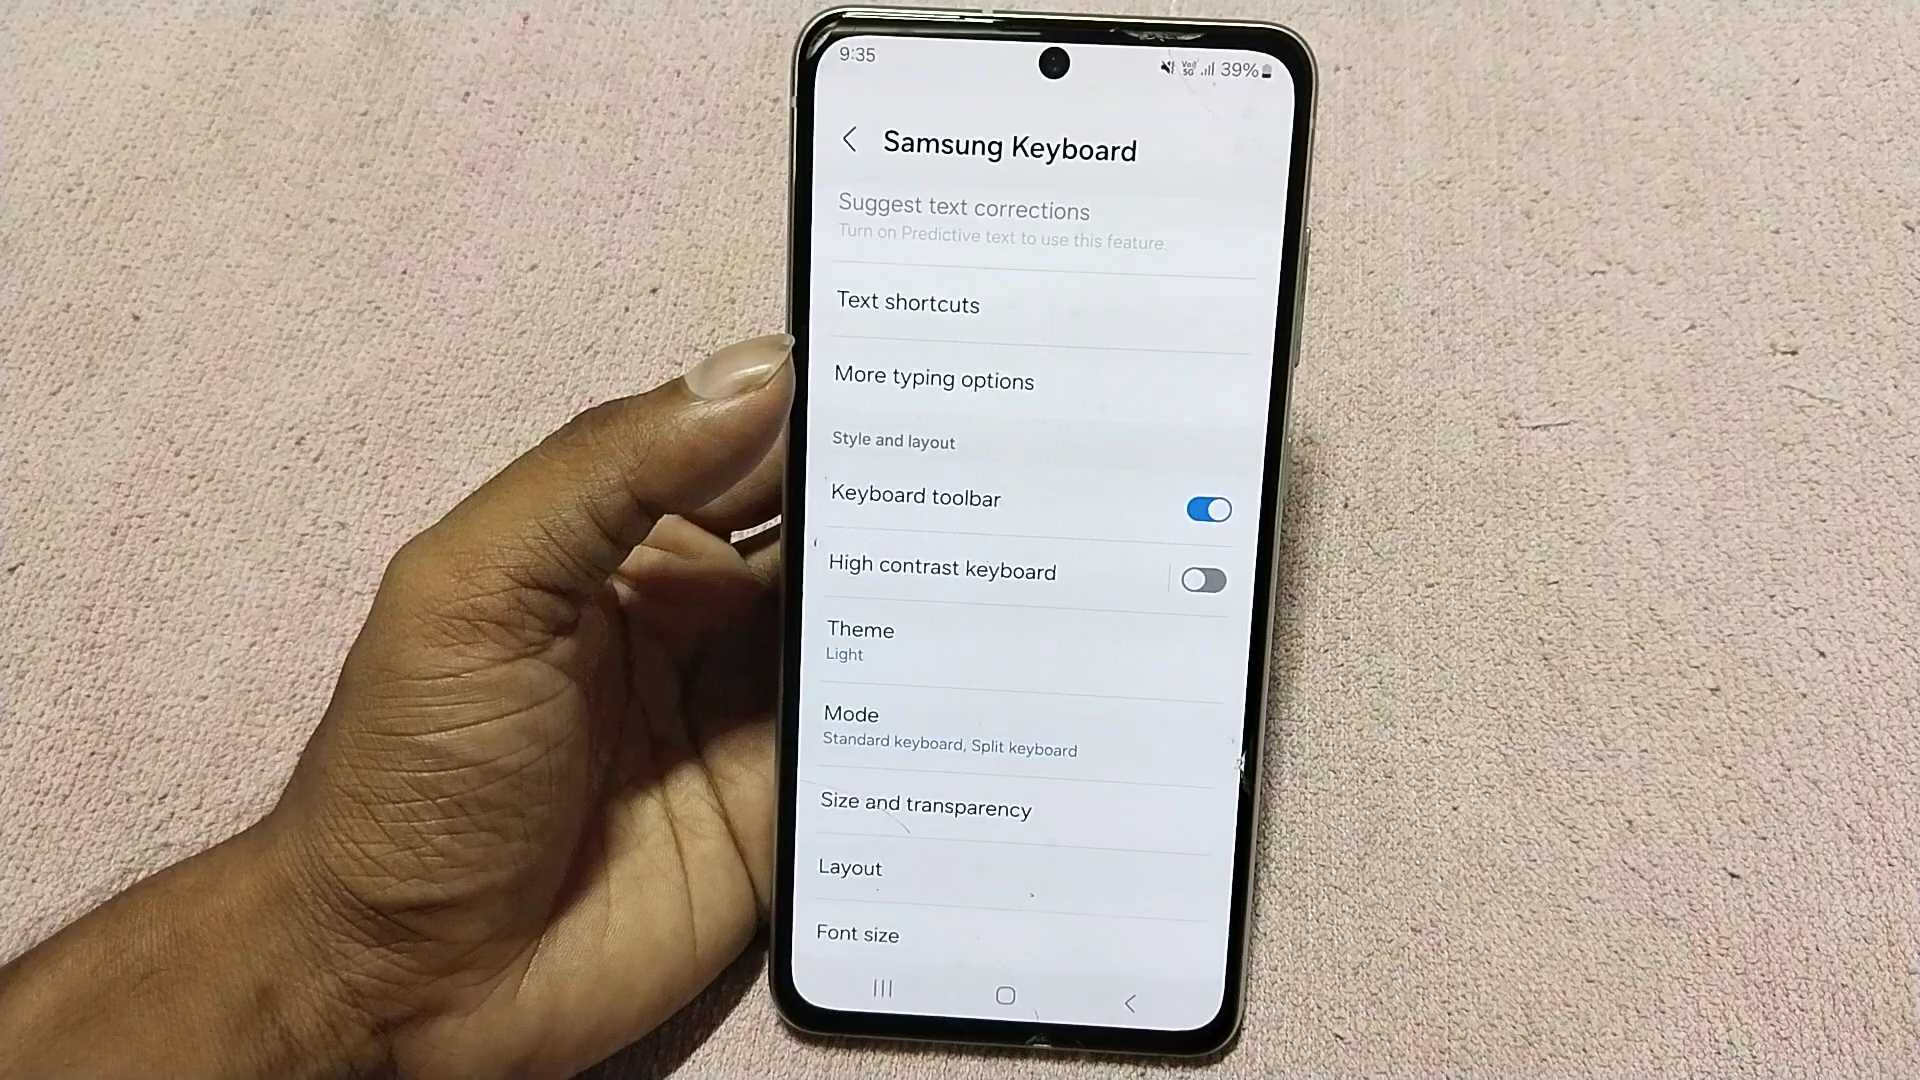 9:35
39%
Samsung Keyboard
Suggest text corrections
Turn on Predictive text to use this feature.
Text shortcuts
More typing options
Style and layout
Keyboard toolbar
High contrast keyboard
Theme
Light
Mode
Standard keyboard, Split keyboard
Size and transparency
Layout
Font size